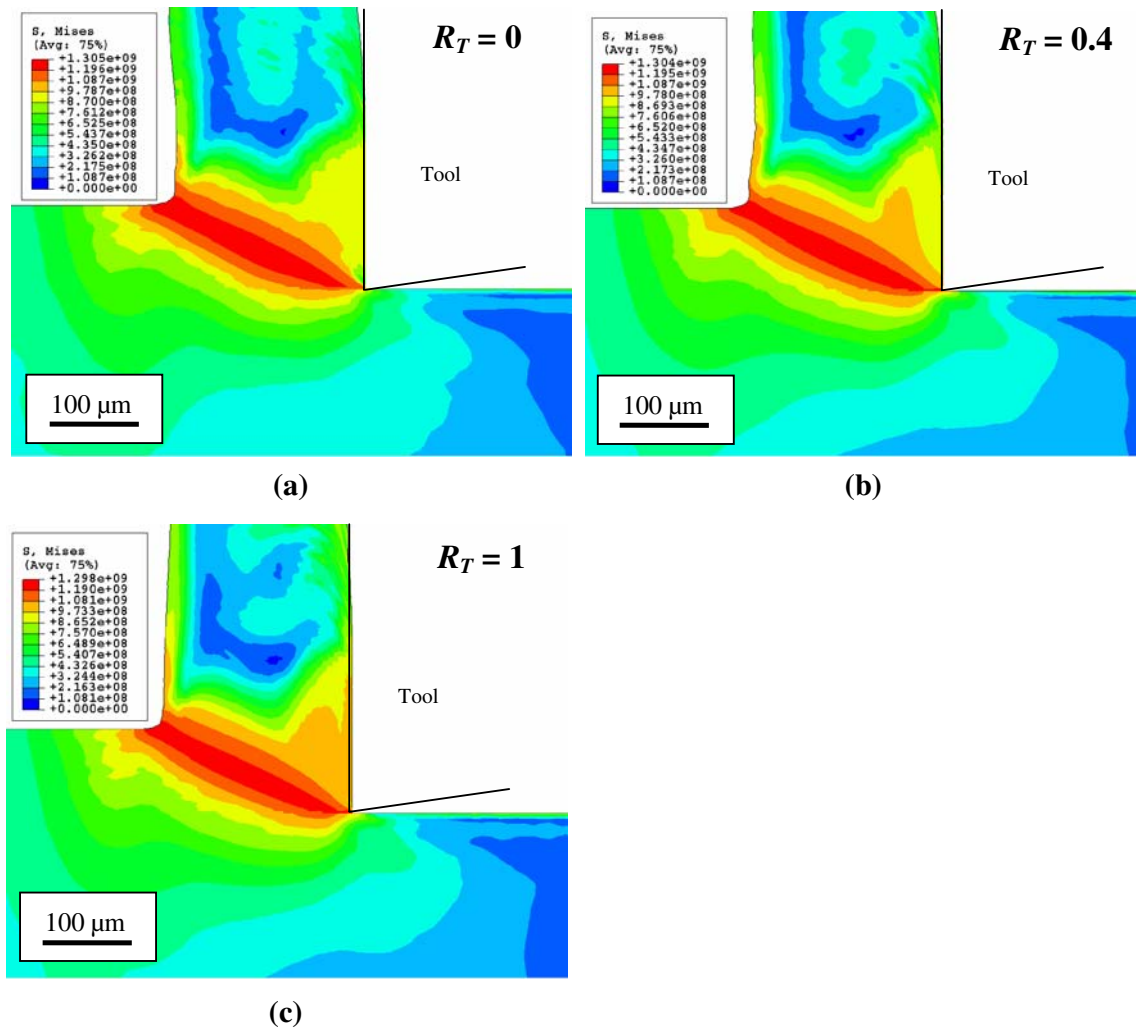 S, Mises
(Avg: 75%)
+1.305e+09
+1.196e+09
+1.087e+09
+9.787e+08
+8.700e+08
+7.612e+08
+6.525e+08
+5.437e+08
+4.350e+08
+3.262e+08
+2.175e+08
+1.087e+08
+0.000e+00
R_T = 0
Tool
100 μm
(a)
S, Mises
(Avg: 75%)
+1.304e+09
+1.195e+09
+1.087e+09
+9.780e+08
+8.693e+08
+7.606e+08
+6.520e+08
+5.433e+08
+4.347e+08
+3.260e+08
+2.173e+08
+1.087e+08
+0.000e+00
R_T = 0.4
Tool
100 μm
(b)
S, Mises
(Avg: 75%)
+1.298e+09
+1.190e+09
+1.081e+09
+9.733e+08
+8.652e+08
+7.570e+08
+6.489e+08
+5.407e+08
+4.326e+08
+3.244e+08
+2.163e+08
+1.081e+08
+0.000e+00
R_T = 1
Tool
100 μm
(c)